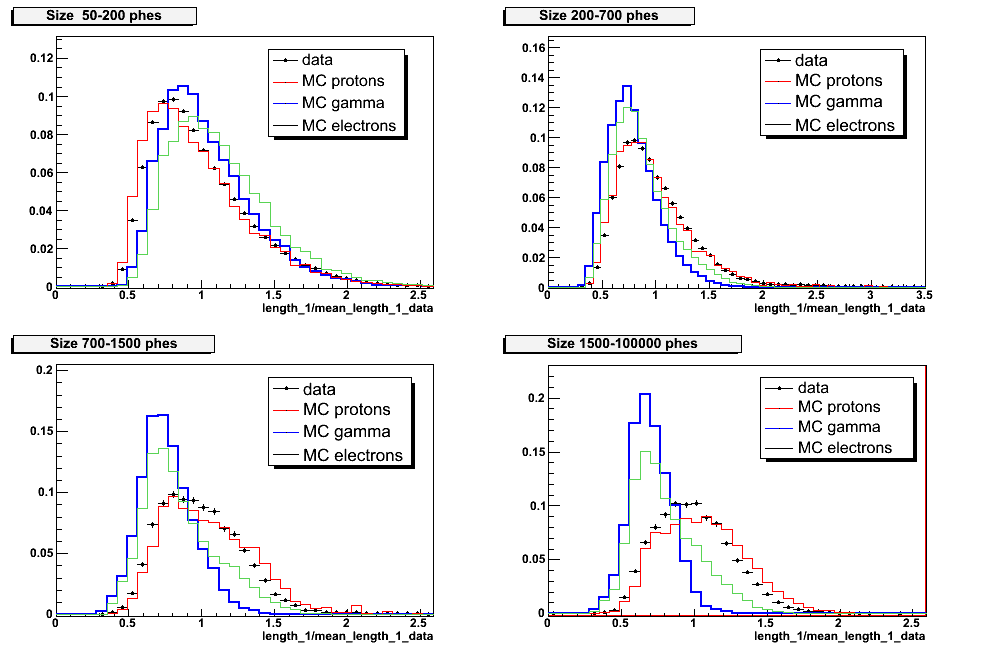 Size 50-200 phes
0.12
0.1
0.08
0.06
0.04
0.02
0
data
MC protons
MC gamma
MC electrons
0 0.5 1 1.5 2 2.5
length_1/mean_length_1_data
Size 200-700 phes
0.16
0.14
0.12
0.1
0.08
0.06
0.04
0.02
0
data
MC protons
MC gamma
MC electrons
0 0.5 1 1.5 2 2.5 3 3.5
length_1/mean_length_1_data
Size 700-1500 phes
0.2
0.15
0.1
0.05
0
data
MC protons
MC gamma
MC electrons
0 0.5 1 1.5 2 2.5
length_1/mean_length_1_data
Size 1500-100000 phes
0.2
0.15
0.1
0.05
0
data
MC protons
MC gamma
MC electrons
0 0.5 1 1.5 2 2.5
length_1/mean_length_1_data